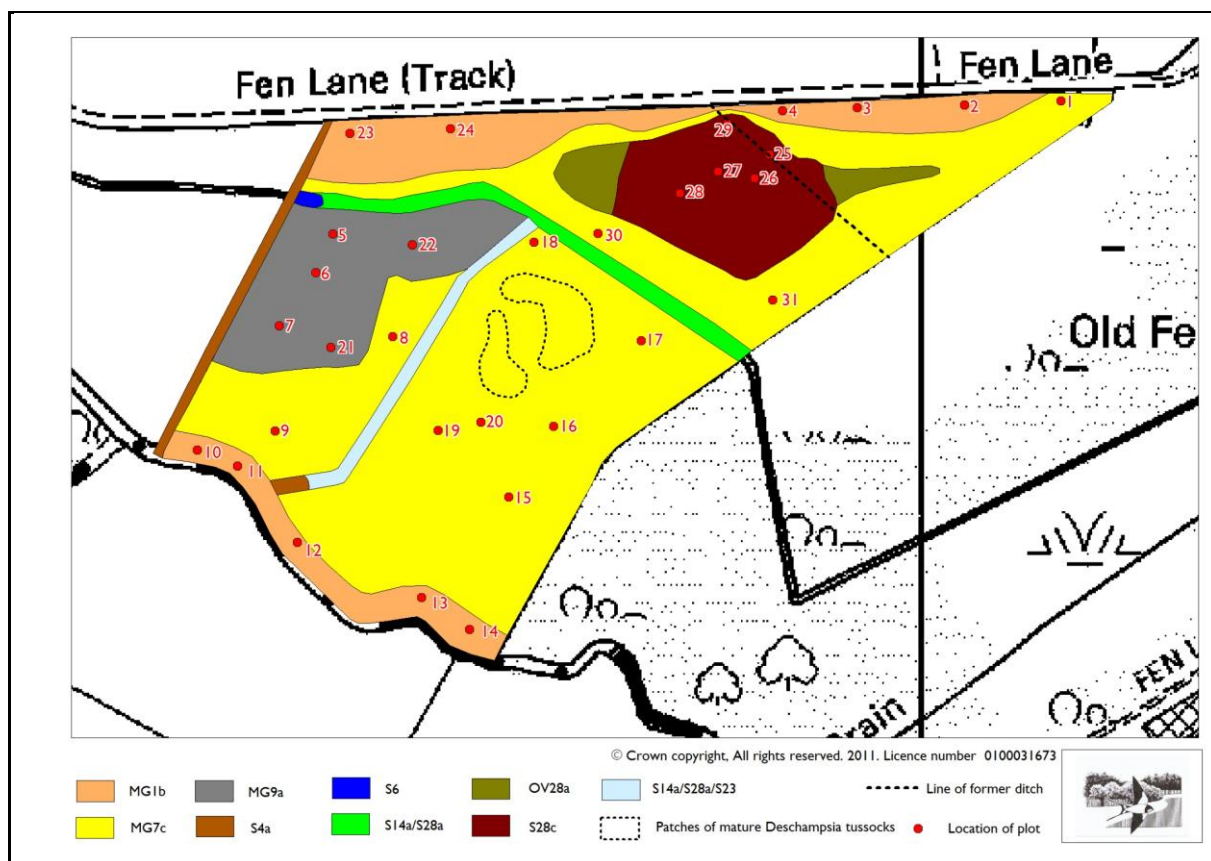 Fen Lane (Track)
Fen Lane
1
2
3
4
23
24
29
25
27
26
28
5
22
18
30
6
31
7
21
8
17
Old Fe
9
19
20
16
10
11
15
12
13
14
FEN L
Drain
© Crown copyright, All rights reserved. 2011. Licence number 0100031673
MG1b
MG9a
S6
OV28a
S14a/S28a/S23
Line of former ditch
MG7c
S4a
S14a/S28a
S28c
Patches of mature Deschampsia tussocks
Location of plot